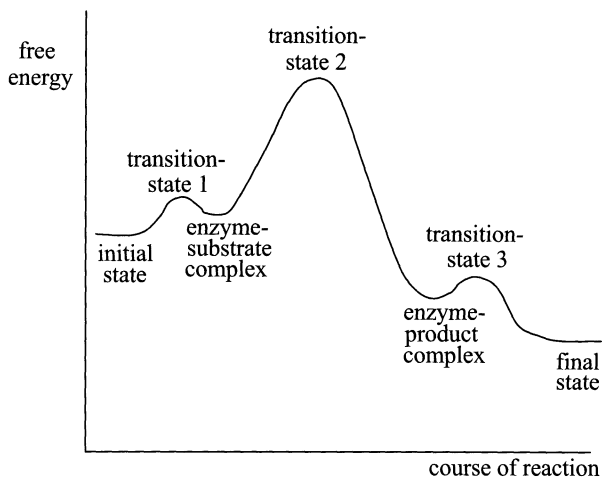 transition-
state 2
free
energy
transition-
state 1
enzyme-
substrate
complex
initial
state
transition-
state 3
enzyme-
product
complex
final
state
course of reaction